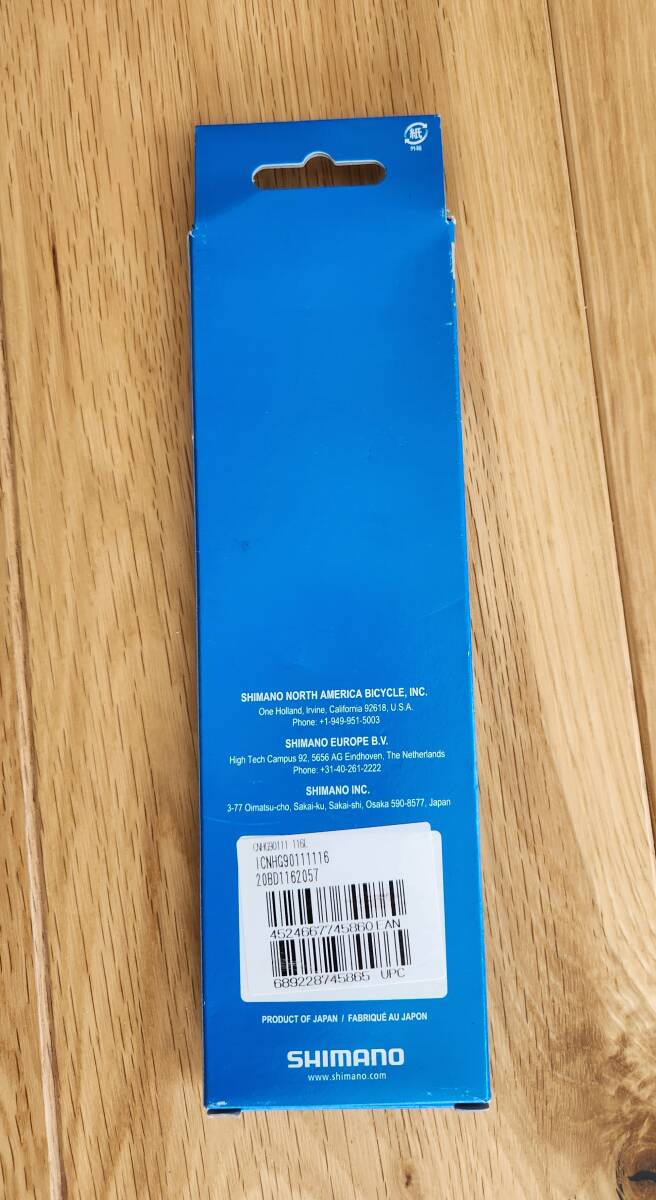 紙
外箱
SHIMANO NORTH AMERICA BICYCLE, INC.
One Holland, Irvine, California 92618, U.S.A.
Phone: +1-949-951-5003
SHIMANO EUROPE B.V.
High Tech Campus 92, 5656 AG Eindhoven, The Netherlands
Phone: +31-40-261-2222
SHIMANO INC.
3-77 Oimatsu-cho, Sakai-ku, Sakai-shi, Osaka 590-8577, Japan
CNHG90111 116L
ICNHG90111116
20BD1162057
4524667745860 EAN
689228745865 UPC
PRODUCT OF JAPAN / FABRIQUÉ AU JAPON
SHIMANO
www.shimano.com